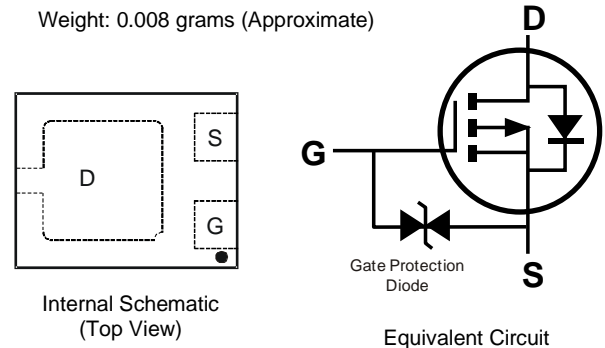 Weight: 0.008 grams (Approximate)
D
S
G
D
G
Gate Protection
Diode
S
Internal Schematic
(Top View)
Equivalent Circuit